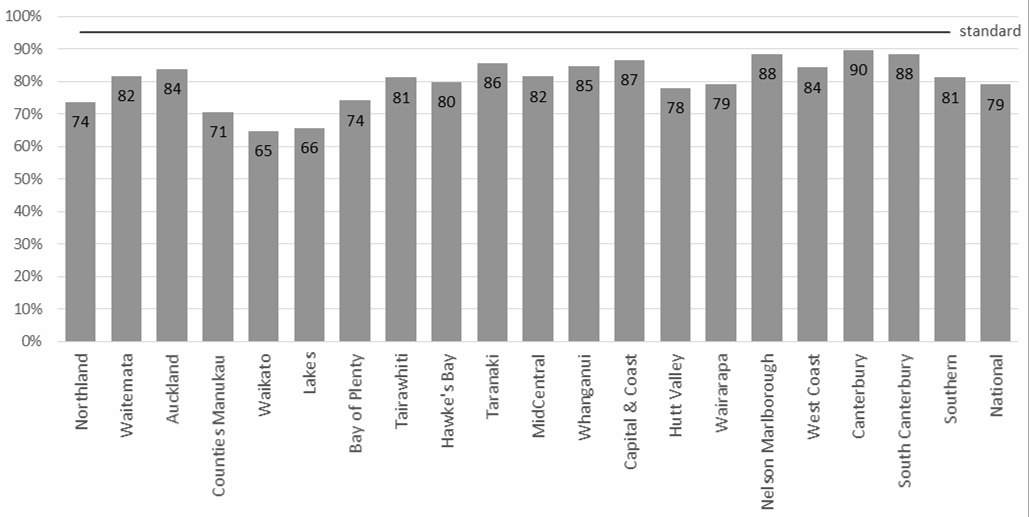 100%
standard
90%
80%
70%
60%
50%
40%
30%
20%
10%
0%
74
82
84
71
65
66
74
81
80
86
82
85
87
78
79
88
84
90
88
81
79
Northland
Waitemata
Auckland
Counties Manukau
Waikato
Lakes
Bay of Plenty
Tairawhiti
Hawke's Bay
Taranaki
MidCentral
Whanganui
Capital & Coast
Hutt Valley
Wairarapa
Nelson Marlborough
West Coast
Canterbury
South Canterbury
Southern
National